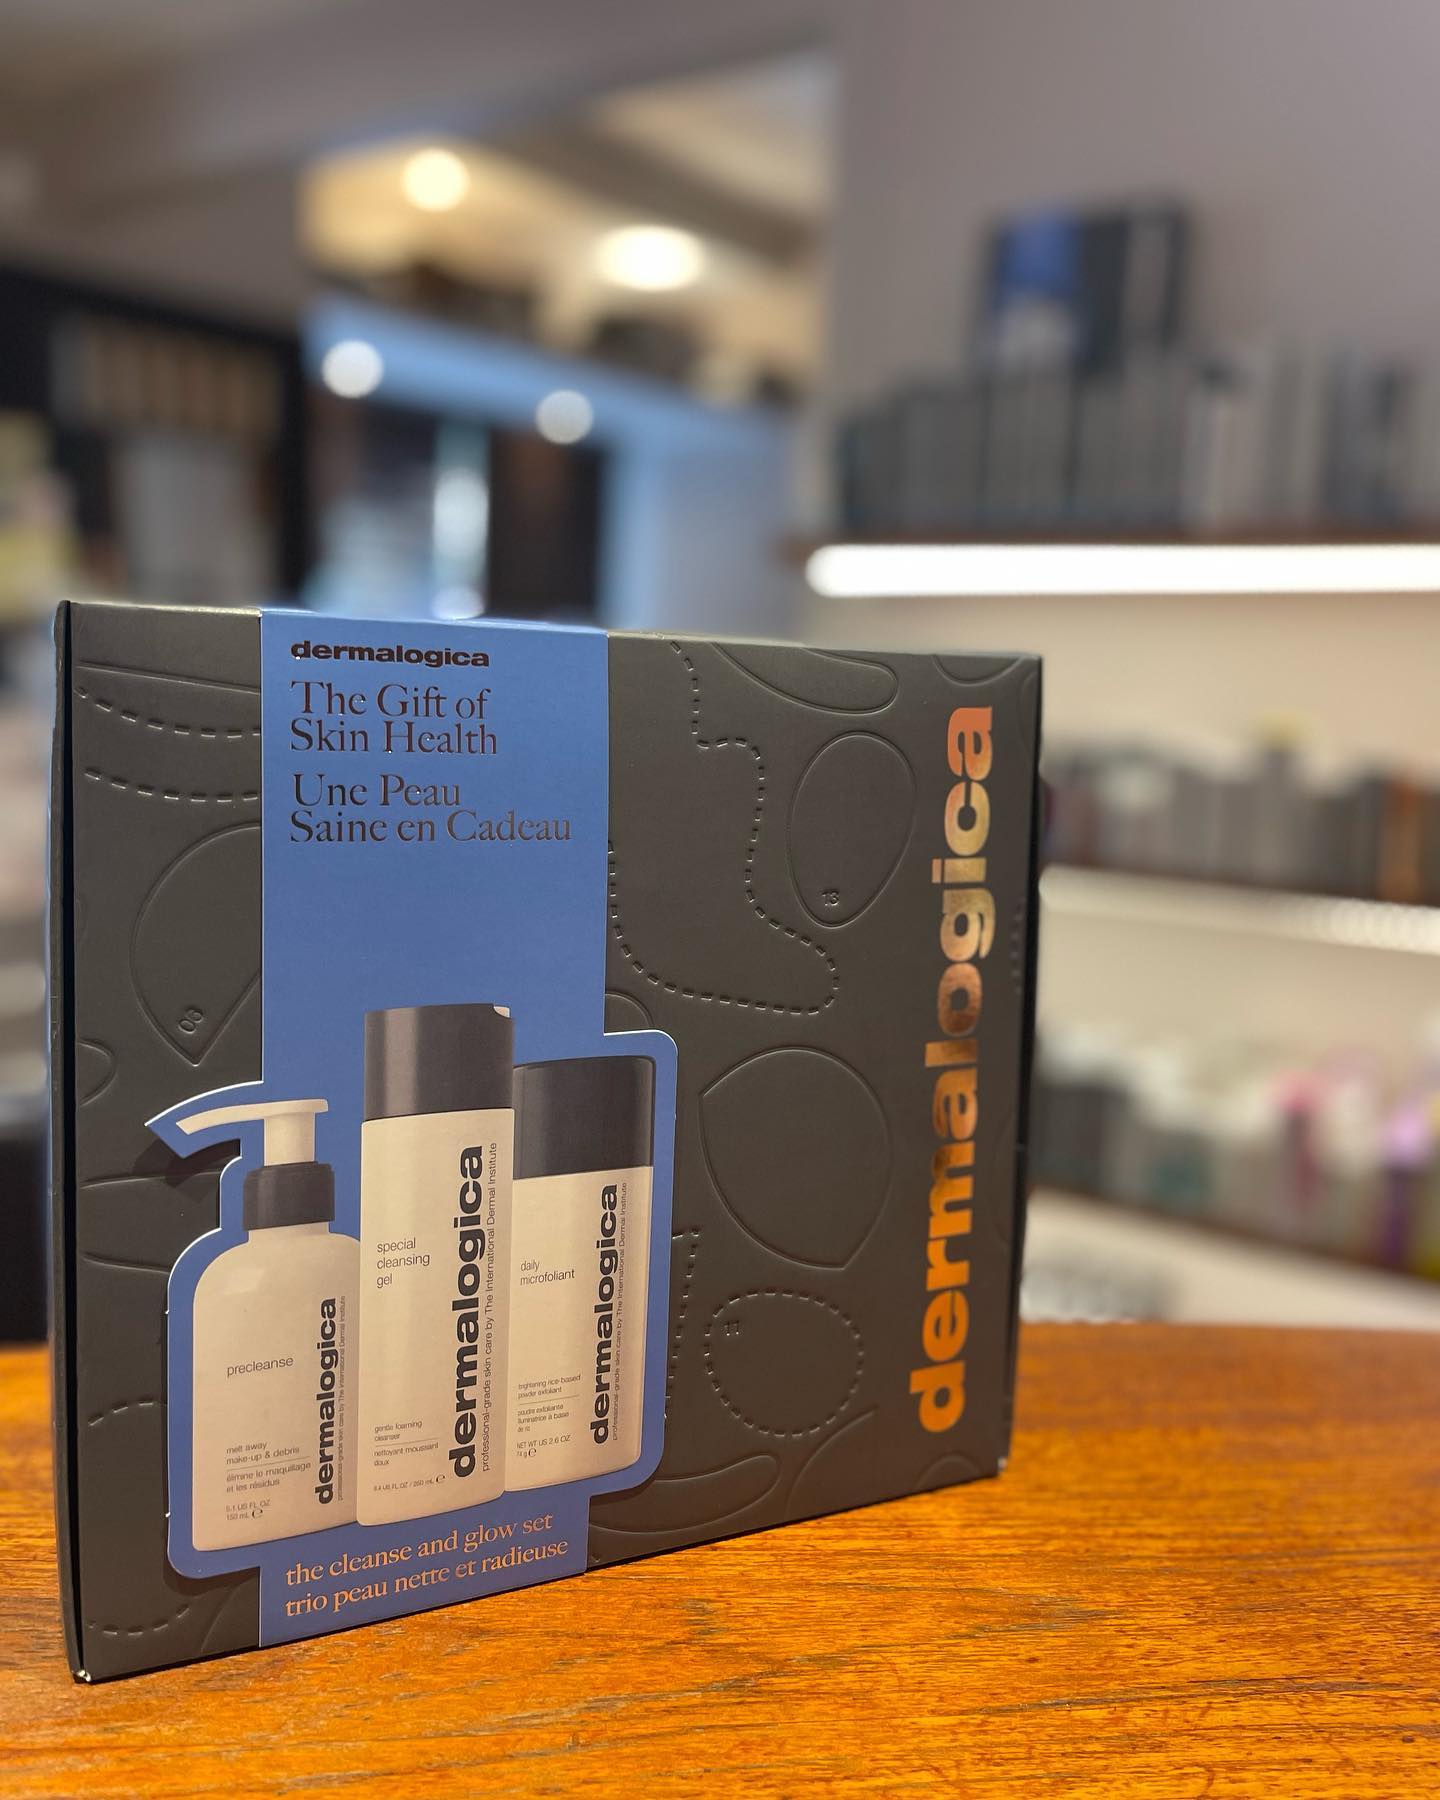 dermalogica
The Gift of
Skin Health
Une Peau
Saine en Cadeau
13
06
11
dermalogica
precleanse
melt away
make-up & debris
élimine le maquillage
et les résidus
5.1 US FL OZ
150 mL e
dermalogica
professional-grade skin care by The International Dermal Institute
special
cleansing
gel
gentle foaming
cleanser
nettoyant moussant
doux
8.4 US FL OZ / 250 mL e
dermalogica
professional-grade skin care by The International Dermal Institute
daily
microfoliant
brightening rice-based
powder exfoliant
poudre exfoliante
illuminatrice à base
de riz
NET WT US 2.6 OZ
74 g e
dermalogica
professional-grade skin care by The International Dermal Institute
the cleanse and glow set
trio peau nette et radieuse